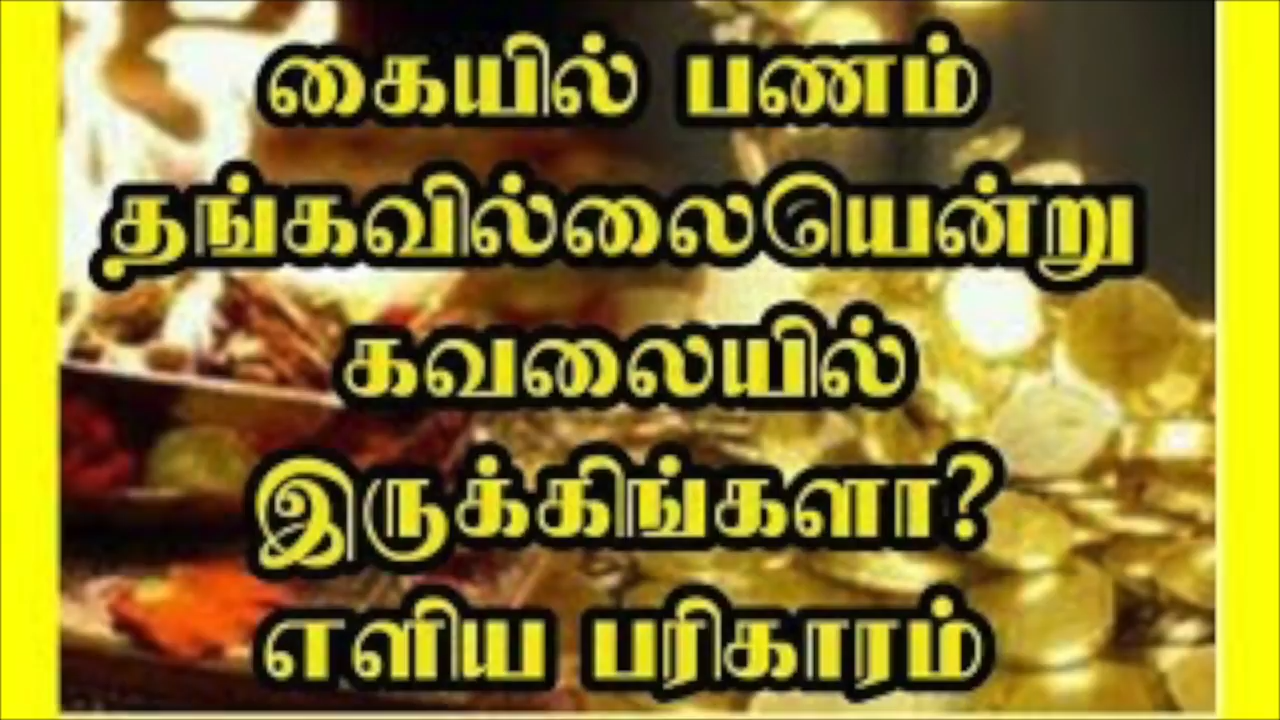 கையில் பணம்
தங்கவில்லையென்று
கவலையில்
இருக்கிங்களா?
எளிய பரிகாரம்